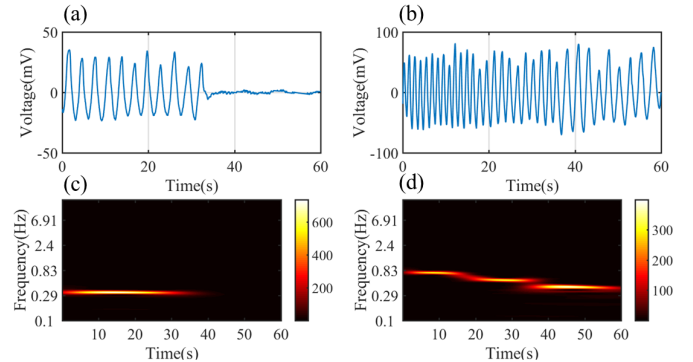 (a)
50
0
-50
Voltage(mV)
0 20 40 60
Time(s)
(b)
100
0
-100
Voltage(mV)
0 20 40 60
Time(s)
(c)
6.91
2.4
0.83
0.29
0.1
Frequency(Hz)
10 20 30 40 50 60
Time(s)
600
400
200
(d)
6.91
2.4
0.83
0.29
0.1
Frequency(Hz)
10 20 30 40 50 60
Time(s)
300
200
100